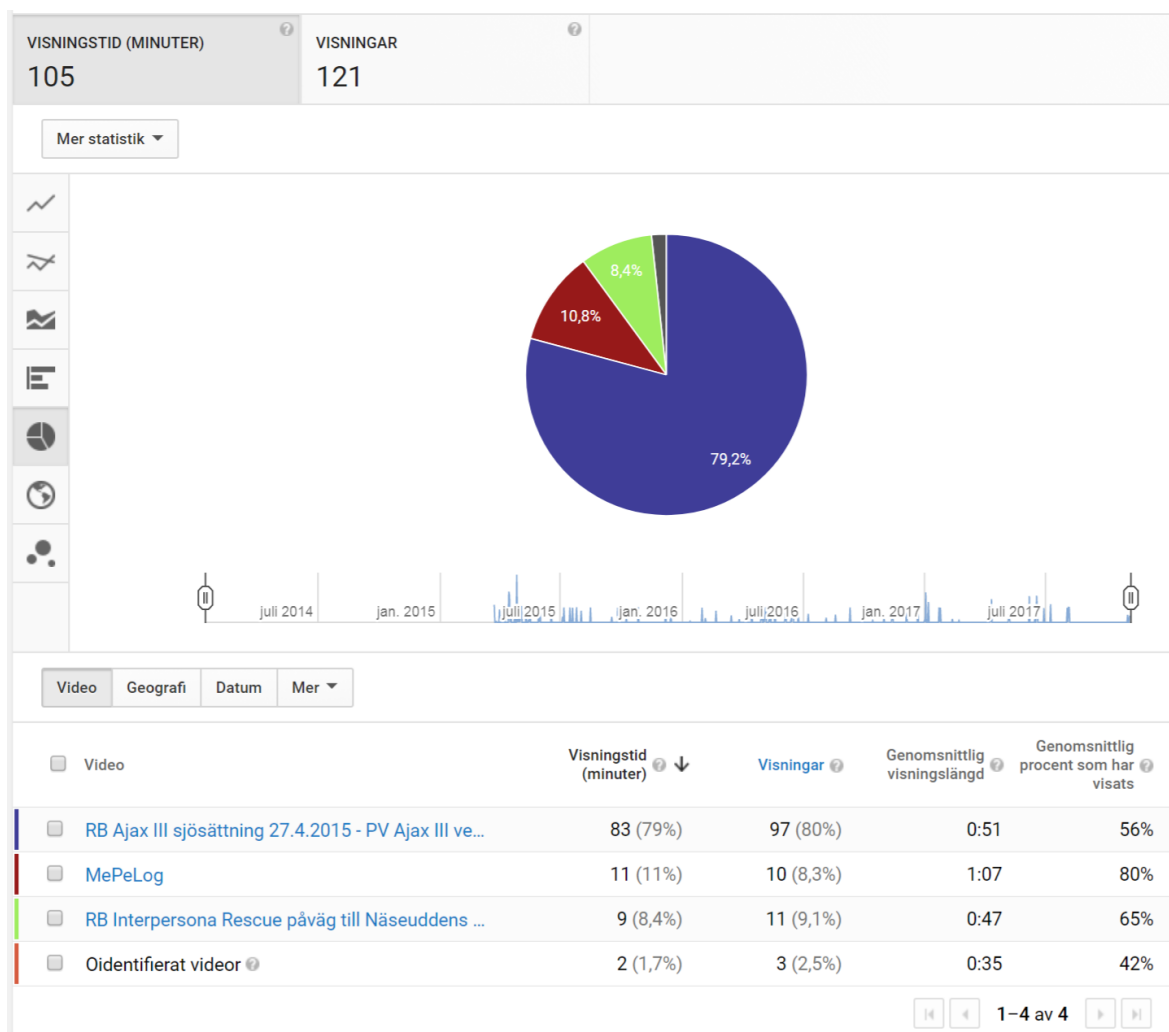 VISNINGSTID (MINUTER)
105
VISNINGAR
121
Mer statistik
8,4%
10,8%
79,2%
juli 2014 jan. 2015 juli 2015 jan. 2016 juli 2016 jan. 2017 juli 2017
Video Geografi Datum Mer
Video Visningstid (minuter) Visningar Genomsnittlig visningslängd Genomsnittlig procent som har visats
RB Ajax III sjösättning 27.4.2015 - PV Ajax III ve... 83 (79%) 97 (80%) 0:51 56%
MePeLog 11 (11%) 10 (8,3%) 1:07 80%
RB Interpersona Rescue påväg till Näseuddens ... 9 (8,4%) 11 (9,1%) 0:47 65%
Oidentifierat videor 2 (1,7%) 3 (2,5%) 0:35 42%
1–4 av 4